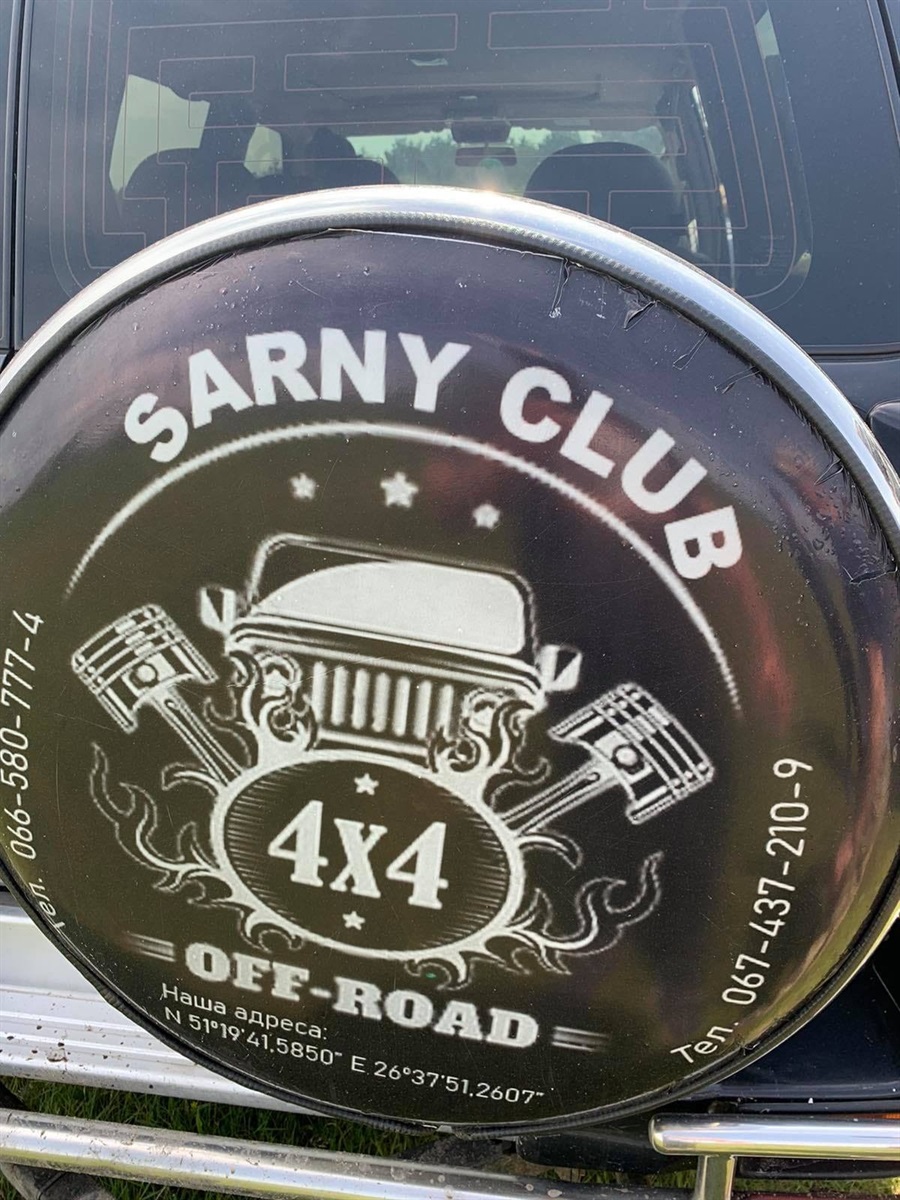 SARNY CLUB
4X4
OFF-ROAD
Наша адреса:
N 51°19'41,5850" E 26°37'51,2607"
Тел. 066-580-777-4
Тел. 067-437-210-9